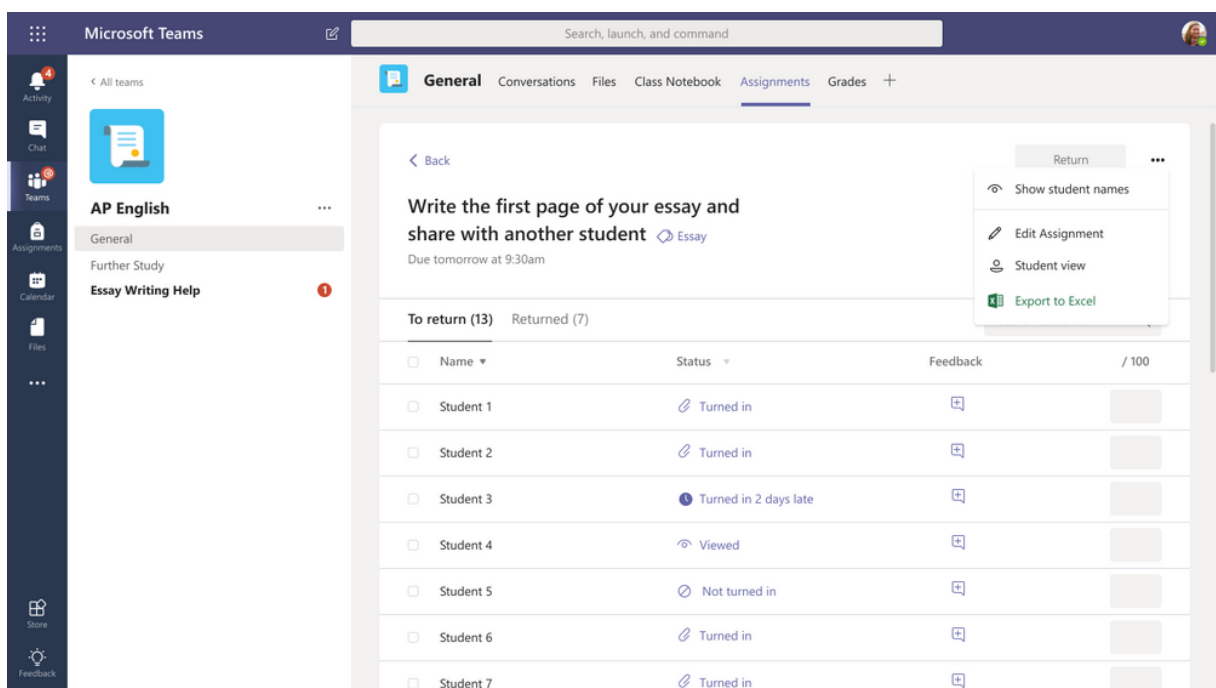 Microsoft Teams
Search, launch, and command
4
Activity
Chat
@
Teams
Assignments
Calendar
Files
Store
Feedback
< All teams
AP English
General
Further Study
Essay Writing Help
1
General
Conversations
Files
Class Notebook
Assignments
Grades
Back
Return
Write the first page of your essay and
share with another student
Essay
Due tomorrow at 9:30am
Show student names
Edit Assignment
Student view
Export to Excel
To return (13)
Returned (7)
Name
Status
Feedback
/ 100
Student 1
Turned in
Student 2
Turned in
Student 3
Turned in 2 days late
Student 4
Viewed
Student 5
Not turned in
Student 6
Turned in
Student 7
Turned in